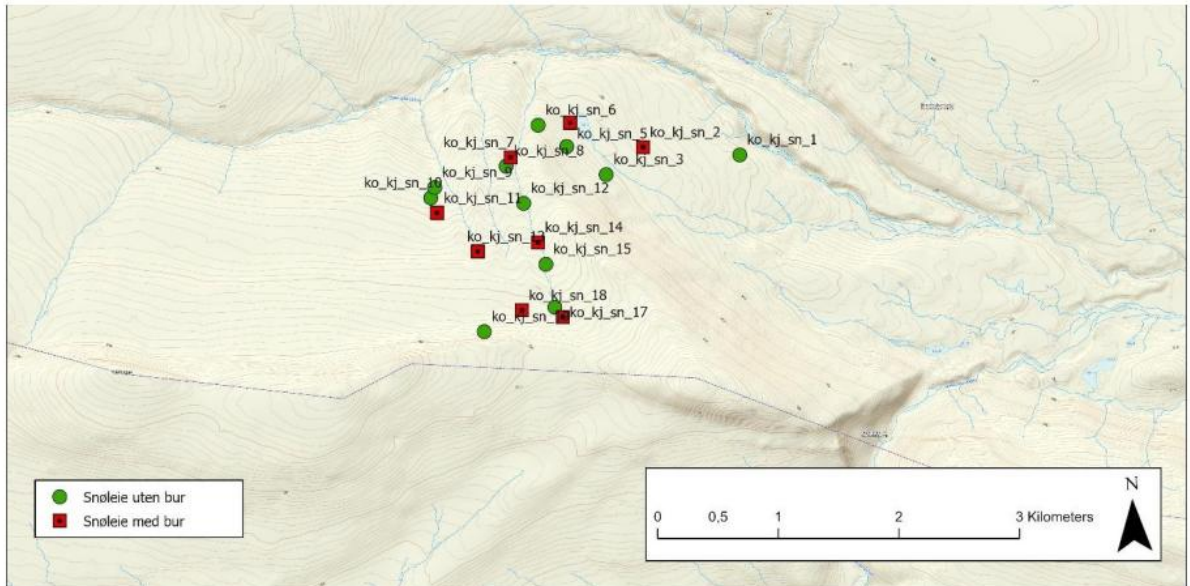 ko_kj_sn_6
ko_kj_sn_5
ko_kj_sn_2
ko_kj_sn_1
ko_kj_sn_7
ko_kj_sn_8
ko_kj_sn_3
ko_kj_sn_9
ko_kj_sn_10
ko_kj_sn_12
ko_kj_sn_11
ko_kj_sn_14
ko_kj_sn_15
ko_kj_sn_18
ko_kj_sn_17
Snøleie uten bur
Snøleie med bur
N
0 0,5 1 2 3 Kilometers